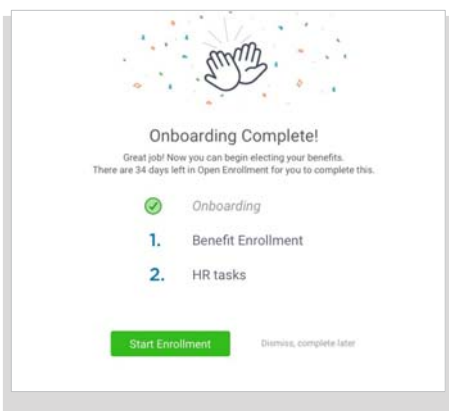 Onboarding Complete!
Great job! Now you can begin electing your benefits.
There are 34 days left in Open Enrollment for you to complete this.
Onboarding
1. Benefit Enrollment
2. HR tasks
Start Enrollment Dismiss, complete later